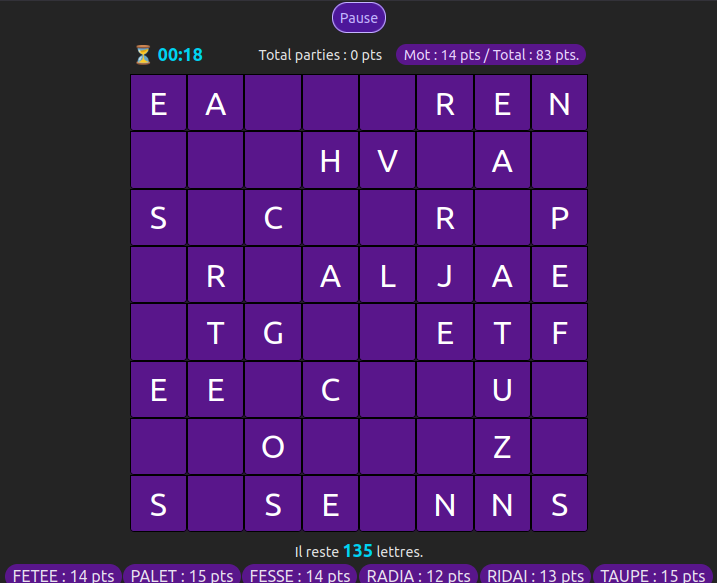 Pause
⏳ 00:18 Total parties : 0 pts Mot : 14 pts / Total : 83 pts.
E A R E N
H V A
S C R P
R A L J A E
T G E T F
E E C U
O Z
S S E N N S
Il reste 135 lettres.
FETEE : 14 pts PALET : 15 pts FESSE : 14 pts RADIA : 12 pts RIDAI : 13 pts TAUPE : 15 pts